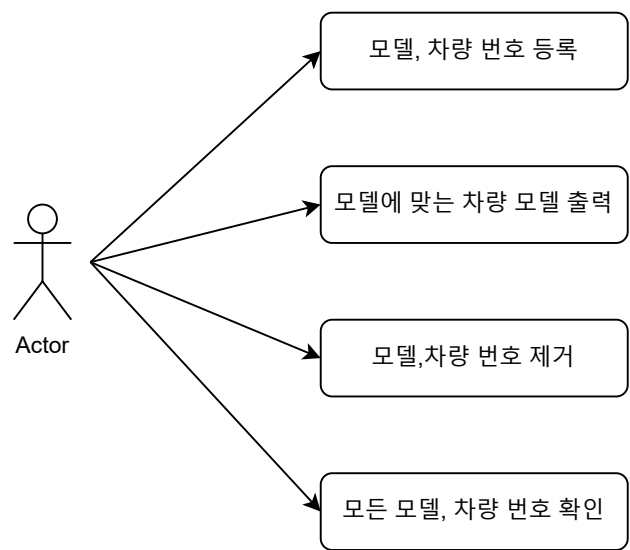 모델, 차량 번호 등록
모델에 맞는 차량 모델 출력
Actor
모델,차량 번호 제거
모든 모델, 차량 번호 확인